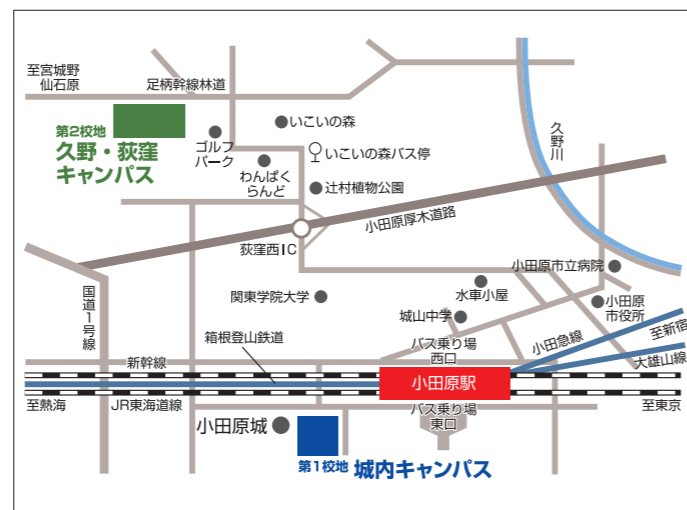 至宮城野
仙石原
足柄幹線林道
いこいの森
第2校地
久野・荻窪
キャンパス
ゴルフ
パーク
いこいの森バス停
久野川
わんぱく
らんど
辻村植物公園
小田原厚木道路
荻窪西IC
小田原市立病院
国道1号線
関東学院大学
水車小屋
小田原
市役所
城山中学
箱根登山鉄道
バス乗り場
西口
小田急線
至新宿
新幹線
大雄山線
小田原駅
至熱海
JR東海道線
バス乗り場
東口
至東京
小田原城
第1校地 城内キャンパス